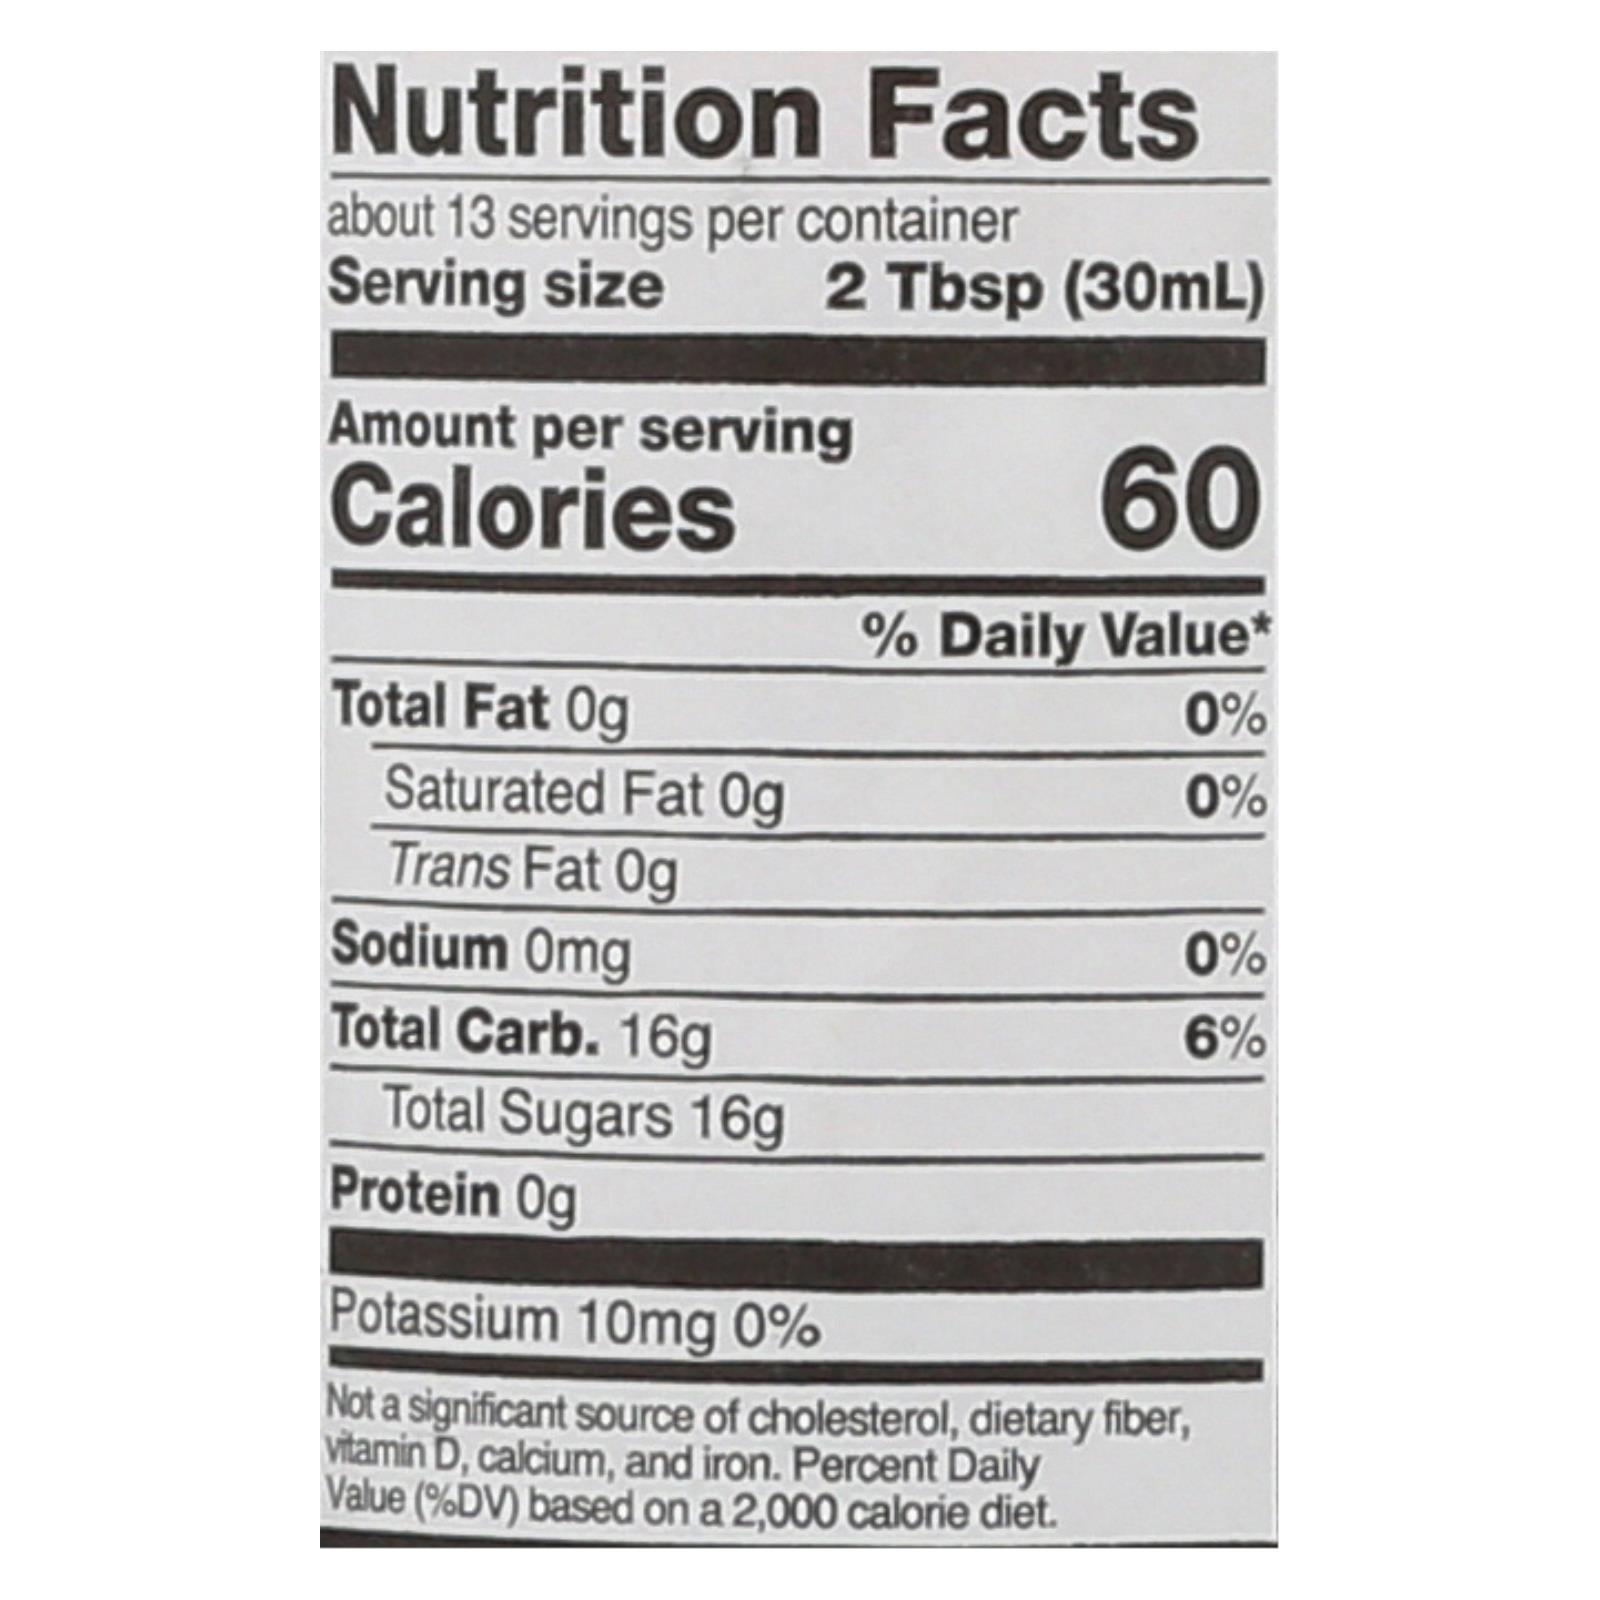 Nutrition Facts
about 13 servings per container
Serving size 2 Tbsp (30mL)
Amount per serving
Calories 60
% Daily Value*
Total Fat 0g 0%
Saturated Fat 0g 0%
Trans Fat 0g
Sodium 0mg 0%
Total Carb. 16g 6%
Total Sugars 16g
Protein 0g
Potassium 10mg 0%
Not a significant source of cholesterol, dietary fiber,
vitamin D, calcium, and iron. Percent Daily
Value (%DV) based on a 2,000 calorie diet.